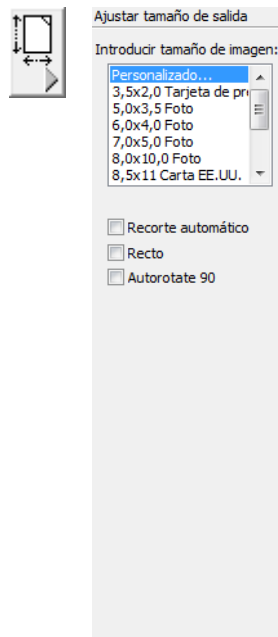 Ajustar tamaño de salida
Introducir tamaño de imagen:
Personalizado...
3,5x2,0 Tarjeta de pre
5,0x3,5 Foto
6,0x4,0 Foto
7,0x5,0 Foto
8,0x10,0 Foto
8,5x11 Carta EE.UU.
Recorte automático
Recto
Autorotate 90